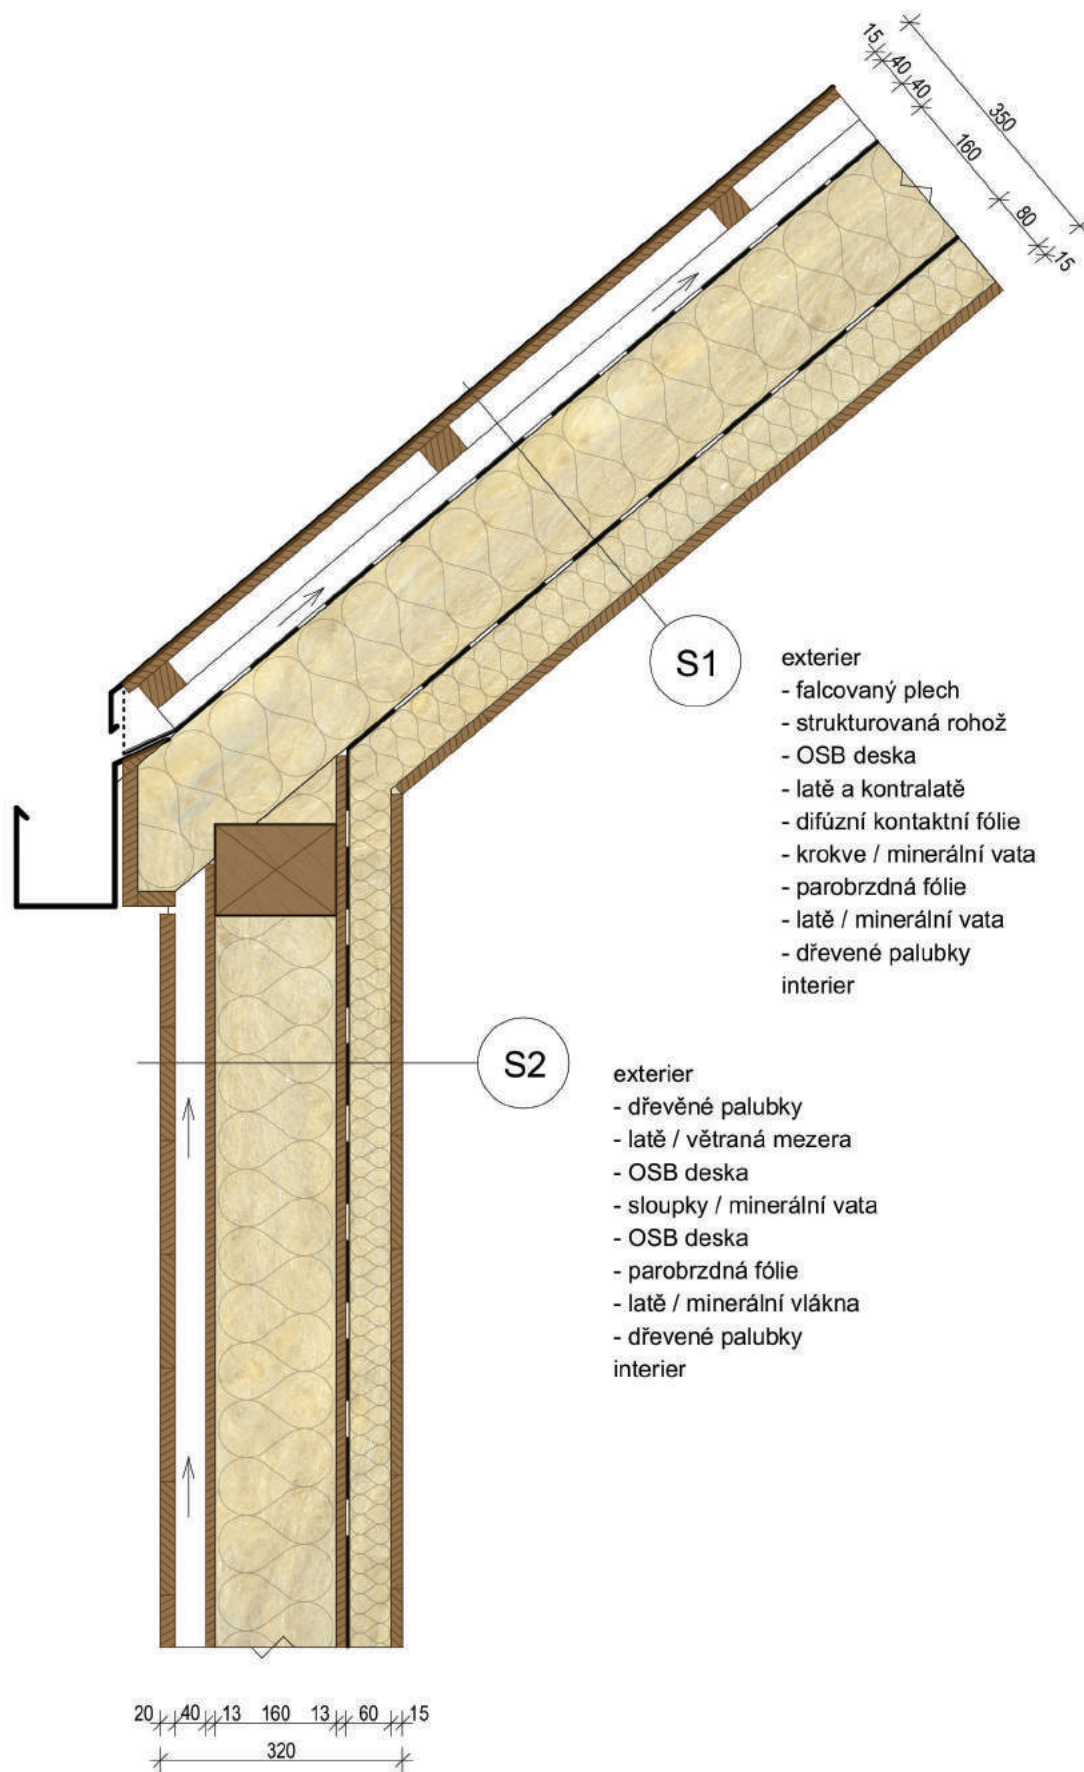 15
40
40
160
80
15
350
S1
exterier
- falcovaný plech
- strukturovaná rohož
- OSB deska
- latě a kontralatě
- difúzní kontaktní fólie
- krokve / minerální vata
- parobrzdná fólie
- latě / minerální vata
- dřevené palubky
interier
S2
exterier
- dřevěné palubky
- latě / větraná mezera
- OSB deska
- sloupky / minerální vata
- OSB deska
- parobrzdná fólie
- latě / minerální vlákna
- dřevené palubky
interier
20 40 13 160 13 60 15
320